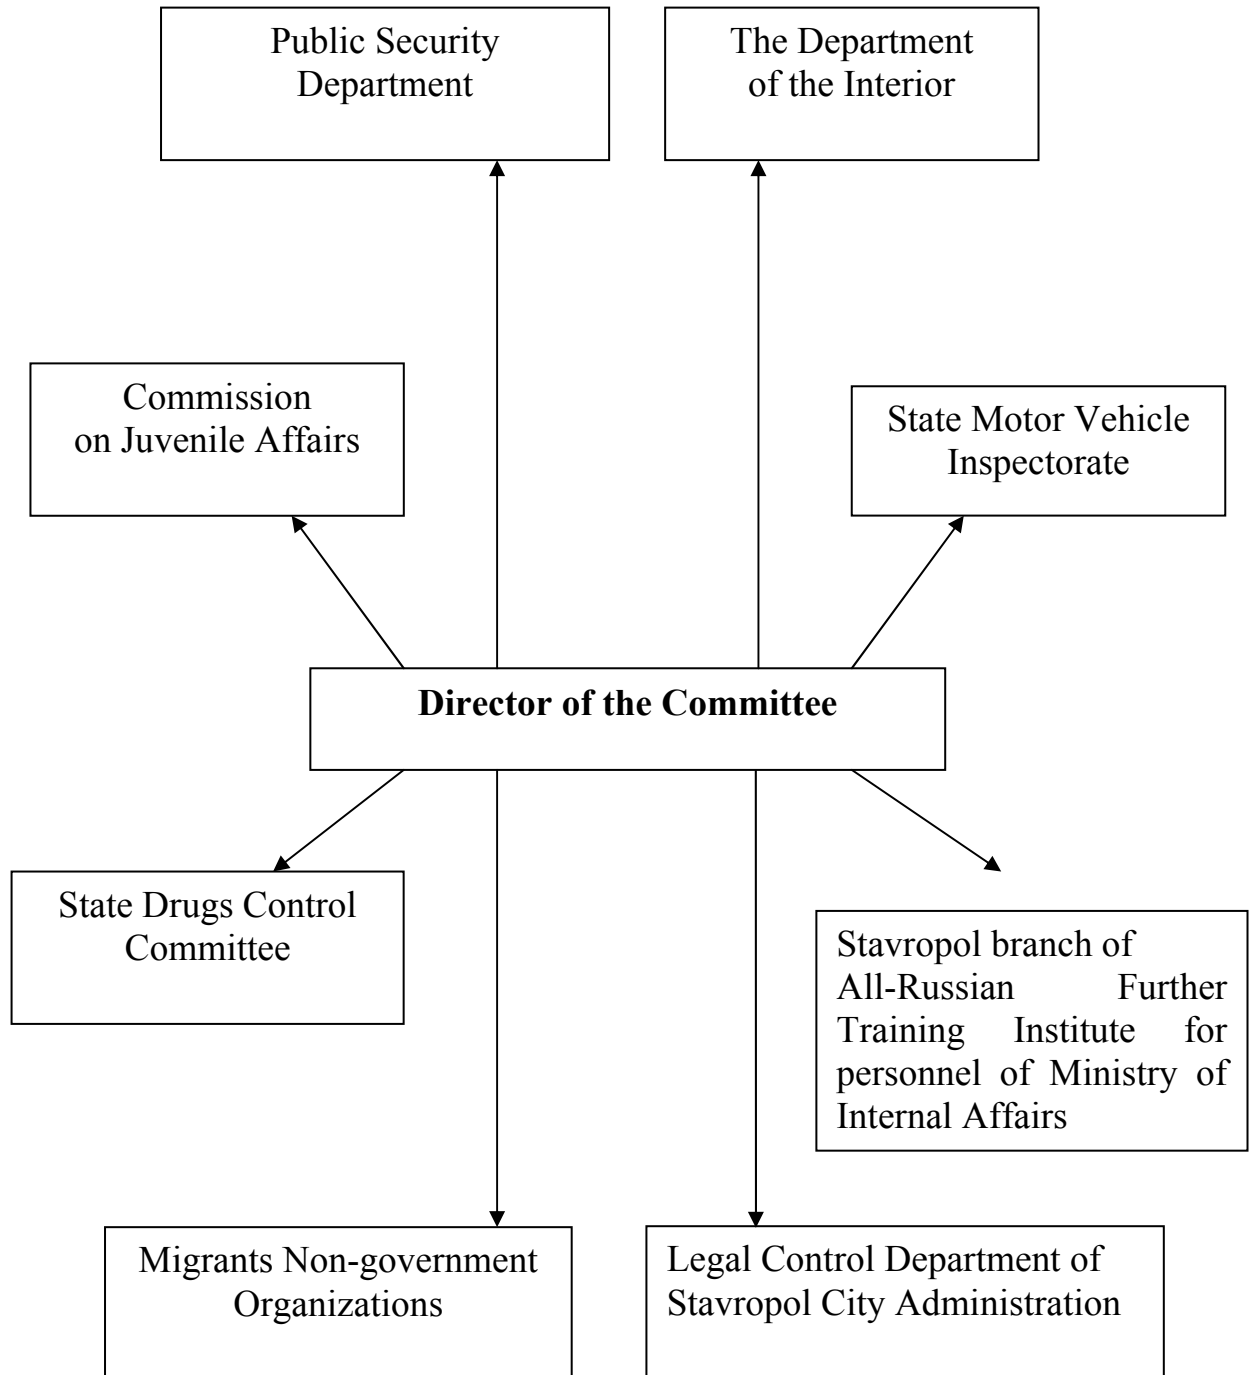 Public Security
Department
The Department
of the Interior
Commission
on Juvenile Affairs
State Motor Vehicle
Inspectorate
Director of the Committee
State Drugs Control
Committee
Stavropol branch of
All-Russian Further
Training Institute for
personnel of Ministry of
Internal Affairs
Migrants Non-government
Organizations
Legal Control Department of
Stavropol City Administration